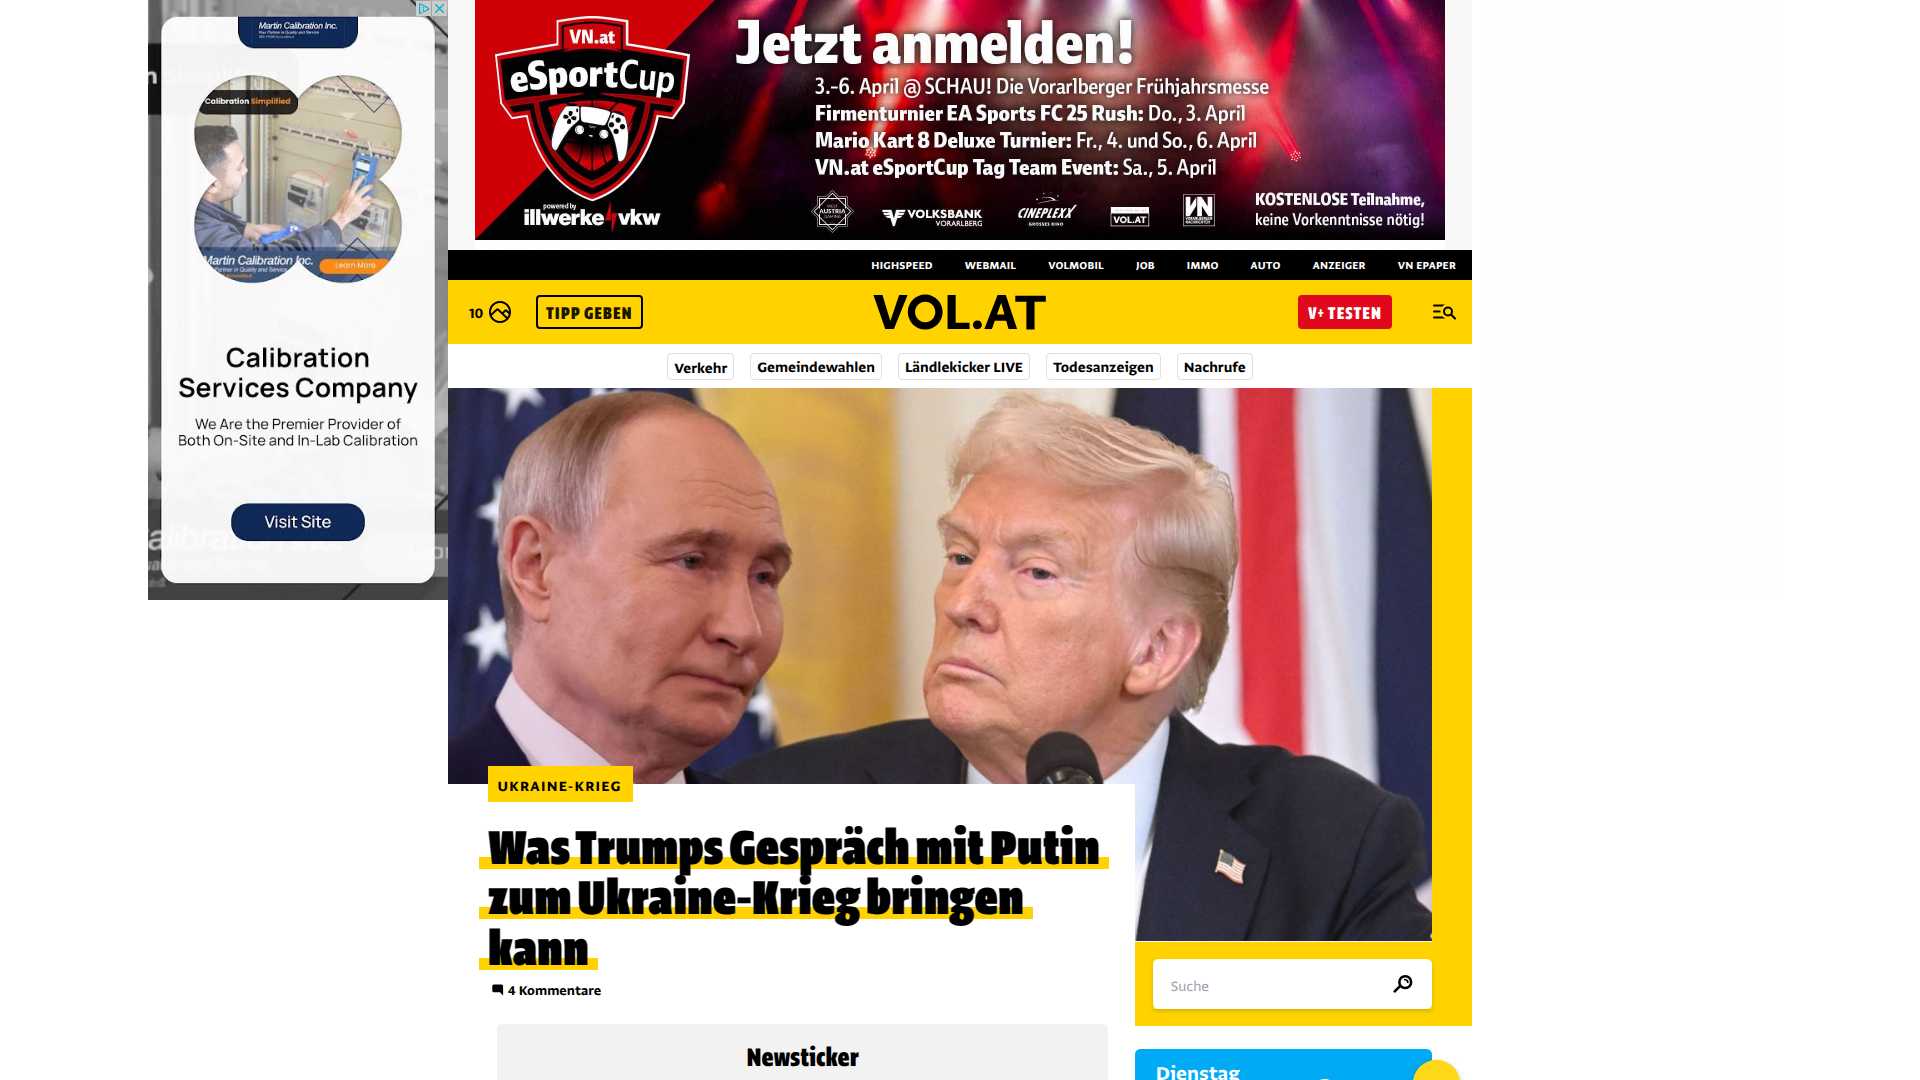 Martin Calibration Inc.
Calibration Simplified
Martin Calibration Inc.
Learn More
Calibration
Services Company
We Are the Premier Provider of
Both On-Site and In-Lab Calibration
Visit Site
VN.at
eSportCup
powered by
illwerke vkw
Jetzt anmelden!
3.-6. April @ SCHAU! Die Vorarlberger Frühjahrsmesse
Firmenturnier EA Sports FC 25 Rush: Do., 3. April
Mario Kart 8 Deluxe Turnier: Fr., 4. und So., 6. April
VN.at eSportCup Tag Team Event: Sa., 5. April
AUSTRIA
VOLKSBANK
VORARLBERG
CINEPLEXX
VOL.AT
VN
KOSTENLOSE Teilnahme,
keine Vorkenntnisse nötig!
HIGHSPEED WEBMAIL VOLMOBIL JOB IMMO AUTO ANZEIGER VN EPAPER
10 TIPP GEBEN VOL.AT V+ TESTEN
Verkehr Gemeindewahlen Ländlekicker LIVE Todesanzeigen Nachrufe
UKRAINE-KRIEG
Was Trumps Gespräch mit Putin
zum Ukraine-Krieg bringen
kann
4 Kommentare
Suche
Newsticker
Dienstag